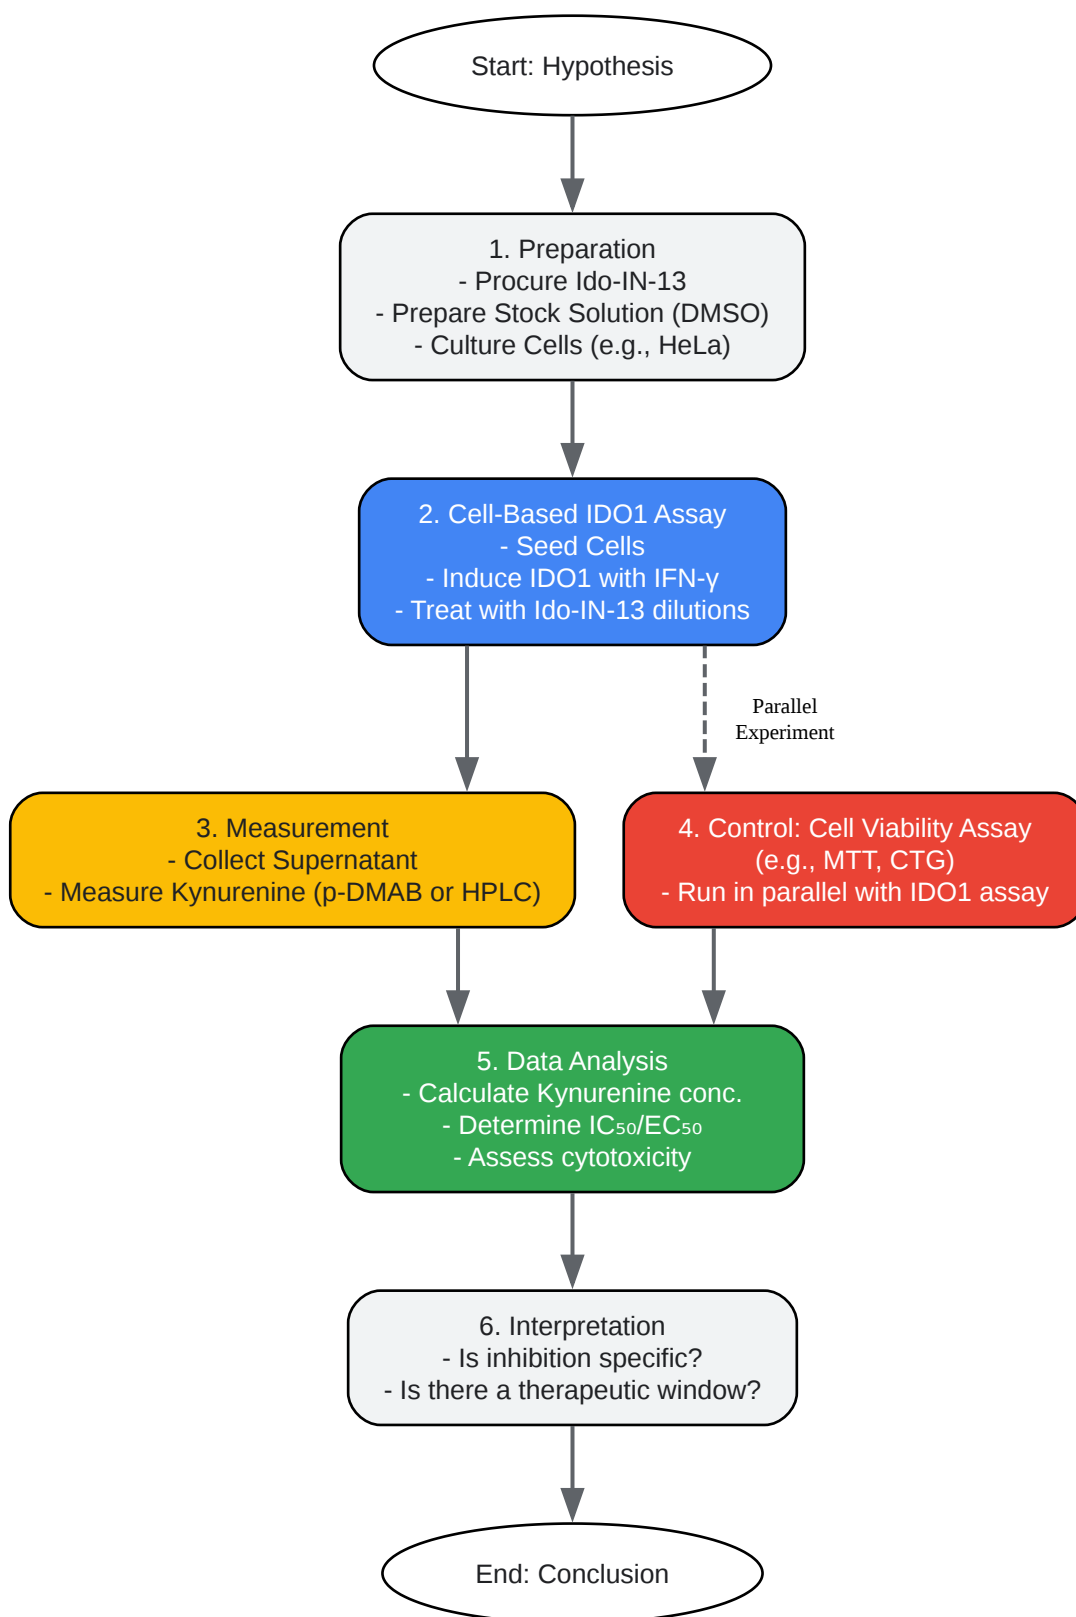 Start: Hypothesis
1. Preparation
- Procure Ido-IN-13
- Prepare Stock Solution (DMSO)
- Culture Cells (e.g., HeLa)
2. Cell-Based IDO1 Assay
- Seed Cells
- Induce IDO1 with IFN-γ
- Treat with Ido-IN-13 dilutions
Parallel
Experiment
3. Measurement
- Collect Supernatant
- Measure Kynurenine (p-DMAB or HPLC)
4. Control: Cell Viability Assay
(e.g., MTT, CTG)
- Run in parallel with IDO1 assay
5. Data Analysis
- Calculate Kynurenine conc.
- Determine IC₅₀/EC₅₀
- Assess cytotoxicity
6. Interpretation
- Is inhibition specific?
- Is there a therapeutic window?
End: Conclusion